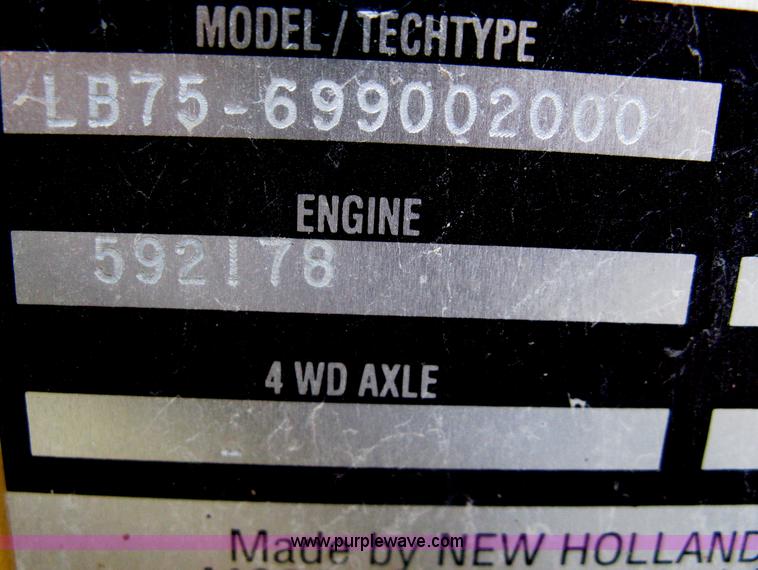 MODEL / TECHTYPE
LB75-699002000
ENGINE
592178
4 WD AXLE
Made by NEW HOLLAND
www.purplewave.com